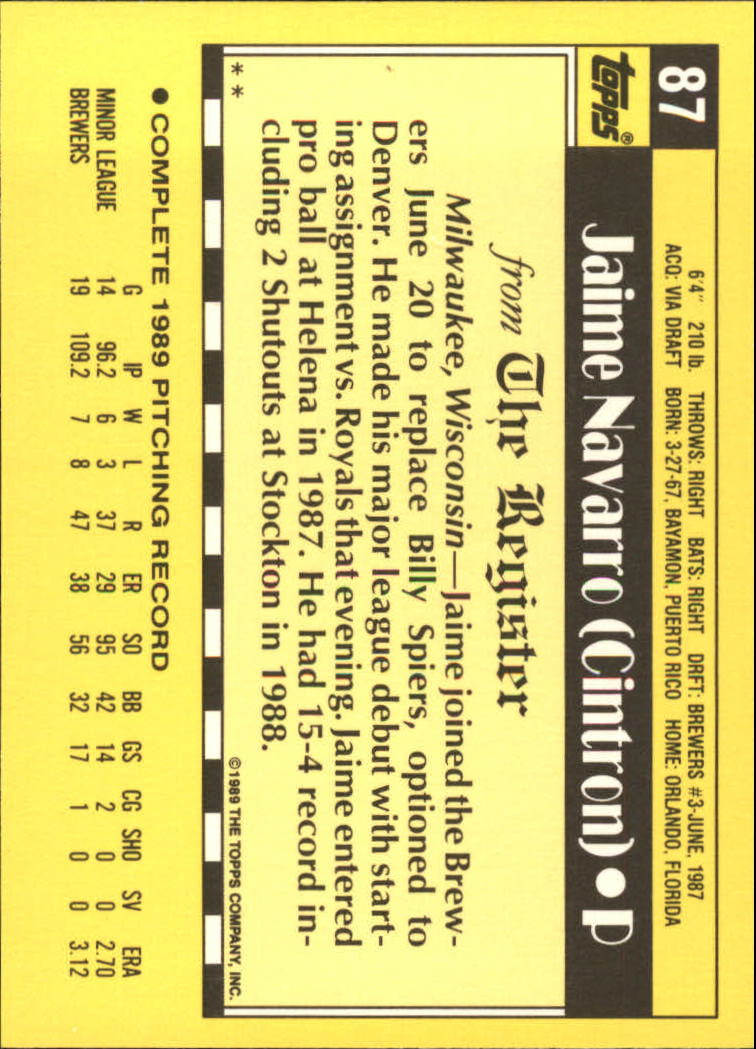 87
6'4" 210 lb. THROWS: RIGHT BATS: RIGHT DRFT: BREWERS #3-JUNE, 1987
ACQ: VIA DRAFT BORN: 3-27-67, BAYAMON, PUERTO RICO HOME: ORLANDO, FLORIDA
topps®
Jaime Navarro (Cintron) ● P
from The Register
Milwaukee, Wisconsin—Jaime joined the Brew-
ers June 20 to replace Billy Spiers, optioned to
Denver. He made his major league debut with start-
ing assignment vs. Royals that evening. Jaime entered
pro ball at Helena in 1987. He had 15-4 record in-
cluding 2 Shutouts at Stockton in 1988.
** ©1989 THE TOPPS COMPANY, INC.
● COMPLETE 1989 PITCHING RECORD
G IP W L R ER SO BB GS CG SHO SV ERA
MINOR LEAGUE 14 96.2 6 3 37 29 95 42 14 2 0 0 2.70
BREWERS 19 109.2 7 8 47 38 56 32 17 1 0 0 3.12